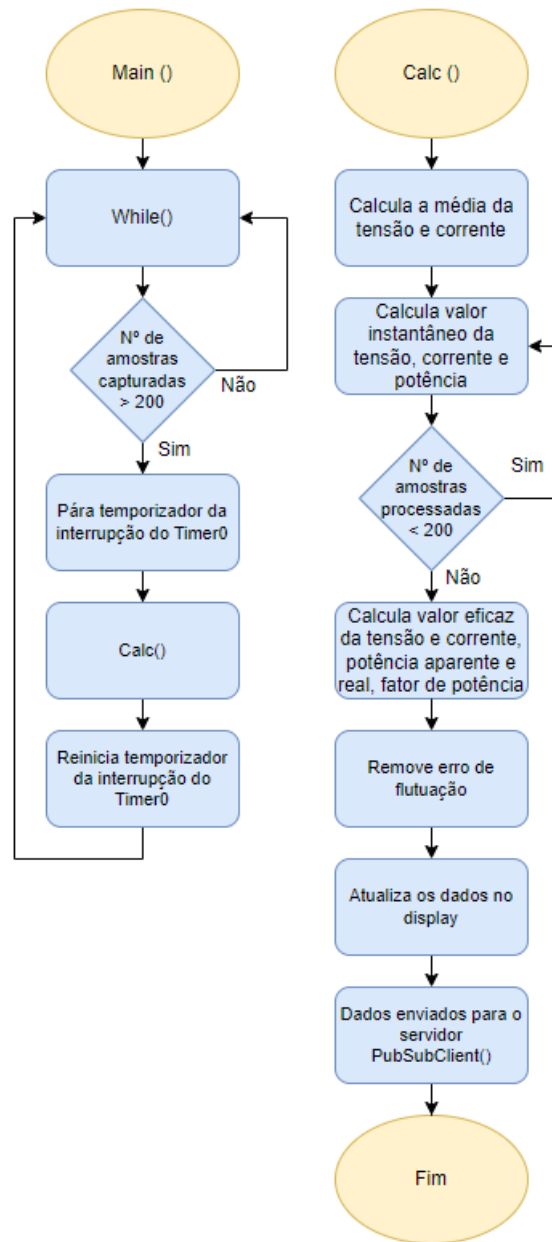 Main ()
While()
Nº de
amostras
capturadas
> 200
Não
Sim
Pára temporizador da
interrupção do Timer0
Calc()
Reinicia temporizador
da interrupção do
Timer0
Calc ()
Calcula a média da
tensão e corrente
Calcula valor
instantâneo da
tensão, corrente e
potência
Nº de
amostras
processadas
< 200
Sim
Não
Calcula valor eficaz
da tensão e corrente,
potência aparente e
real, fator de potência
Remove erro de
flutuação
Atualiza os dados no
display
Dados enviados para o
servidor
PubSubClient()
Fim